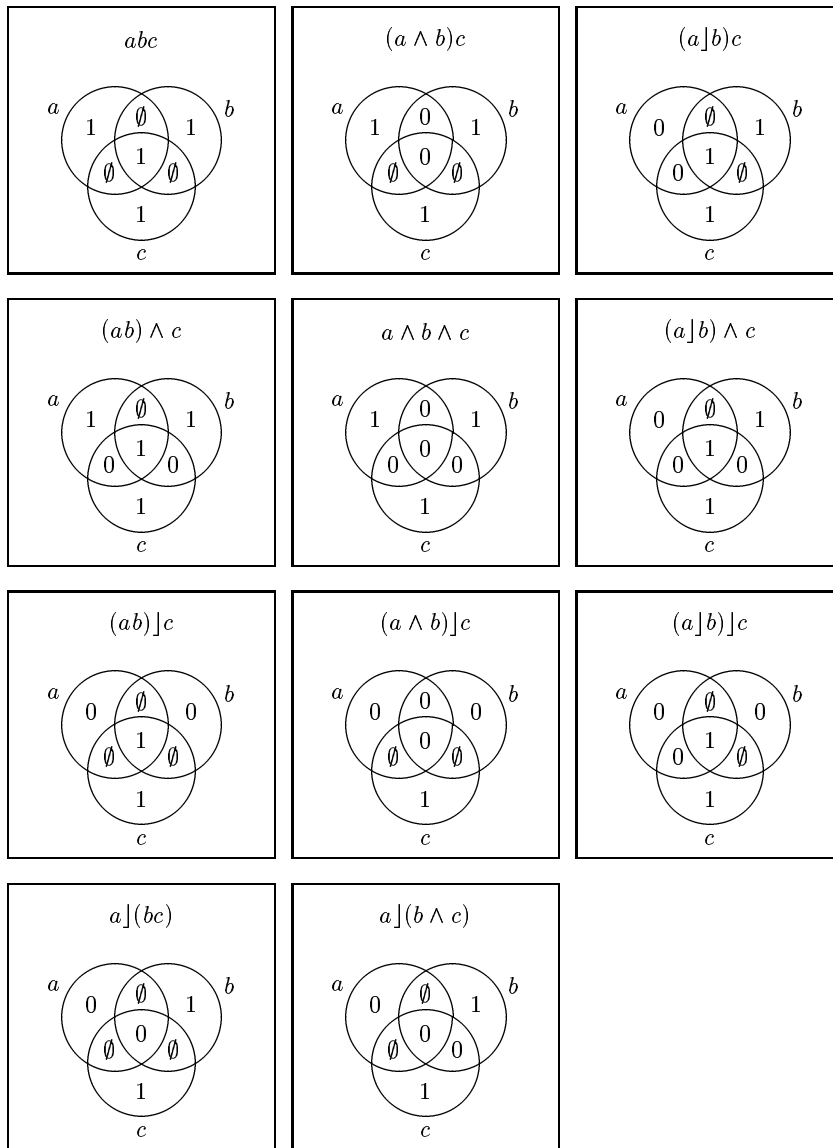 abc
a ∅ b
1 1
1
∅ ∅
1
c
(a ∧ b)c
a 0 b
1 1
0
∅ ∅
1
c
(a⌋b)c
a ∅ b
0 1
1
0 ∅
1
c
(ab) ∧ c
a ∅ b
1 1
1
0 0
1
c
a ∧ b ∧ c
a 0 b
1 1
0
0 0
1
c
(a⌋b) ∧ c
a ∅ b
0 1
1
0 0
1
c
(ab)⌋c
a ∅ b
0 0
1
∅ ∅
1
c
(a ∧ b)⌋c
a 0 b
0 0
0
∅ ∅
1
c
(a⌋b)⌋c
a ∅ b
0 0
1
0 ∅
1
c
a⌋(bc)
a ∅ b
0 1
0
∅ ∅
1
c
a⌋(b ∧ c)
a ∅ b
0 1
0
∅ 0
1
c